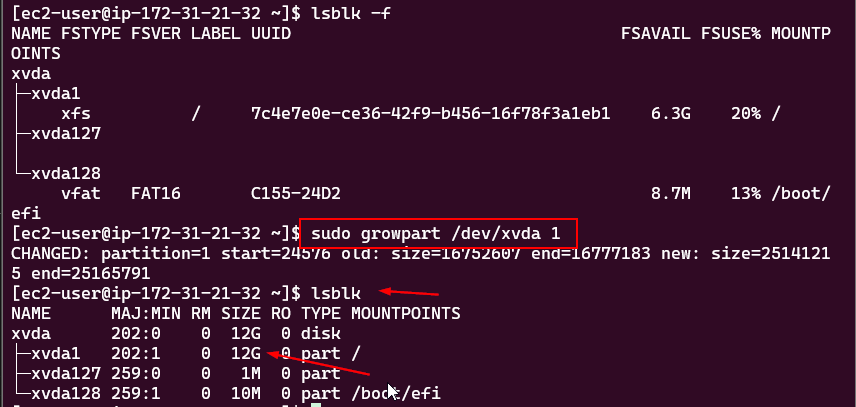 [ec2-user@ip-172-31-21-32 ~]$ lsblk -f
NAME FSTYPE FSVER LABEL UUID                                 FSAVAIL FSUSE% MOUNTP
OINTS
xvda
├─xvda1
│    xfs          /     7c4e7e0e-ce36-42f9-b456-16f78f3a1eb1    6.3G    20% /
├─xvda127
│
└─xvda128
     vfat   FAT16       C155-24D2                               8.7M    13% /boot/
efi
[ec2-user@ip-172-31-21-32 ~]$ sudo growpart /dev/xvda 1
CHANGED: partition=1 start=24576 old: size=16752607 end=16777183 new: size=2514121
5 end=25165791
[ec2-user@ip-172-31-21-32 ~]$ lsblk
NAME      MAJ:MIN RM SIZE RO TYPE MOUNTPOINTS
xvda      202:0    0  12G  0 disk
├─xvda1   202:1    0  12G  0 part /
├─xvda127 259:0    0   1M  0 part
└─xvda128 259:1    0  10M  0 part /boot/efi